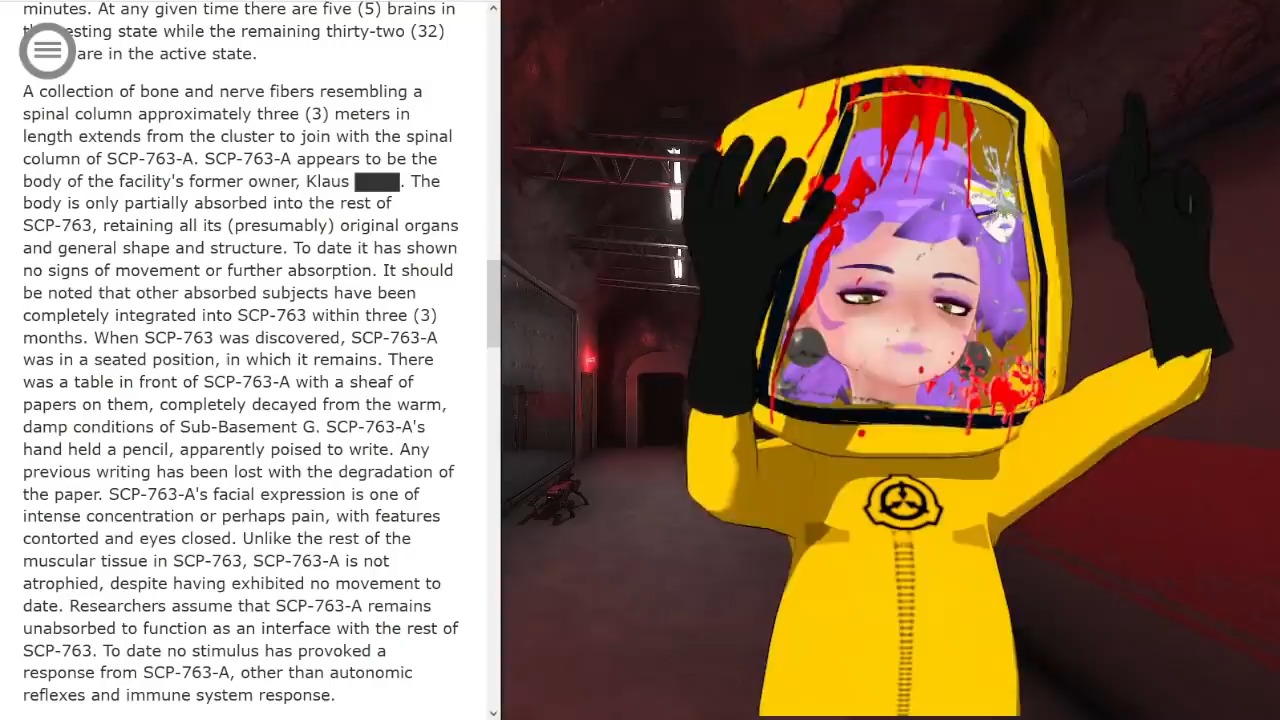 minutes. At any given time there are five (5) brains in
resting state while the remaining thirty-two (32)
are in the active state.
A collection of bone and nerve fibers resembling a
spinal column approximately three (3) meters in
length extends from the cluster to join with the spinal
column of SCP-763-A. SCP-763-A appears to be the
body of the facility's former owner, Klaus . The
body is only partially absorbed into the rest of
SCP-763, retaining all its (presumably) original organs
and general shape and structure. To date it has shown
no signs of movement or further absorption. It should
be noted that other absorbed subjects have been
completely integrated into SCP-763 within three (3)
months. When SCP-763 was discovered, SCP-763-A
was in a seated position, in which it remains. There
was a table in front of SCP-763-A with a sheaf of
papers on them, completely decayed from the warm,
damp conditions of Sub-Basement G. SCP-763-A's
hand held a pencil, apparently poised to write. Any
previous writing has been lost with the degradation of
the paper. SCP-763-A's facial expression is one of
intense concentration or perhaps pain, with features
contorted and eyes closed. Unlike the rest of the
muscular tissue in SCP-763, SCP-763-A is not
atrophied, despite having exhibited no movement to
date. Researchers assume that SCP-763-A remains
unabsorbed to function as an interface with the rest of
SCP-763. To date no stimulus has provoked a
response from SCP-763-A, other than autonomic
reflexes and immune system response.